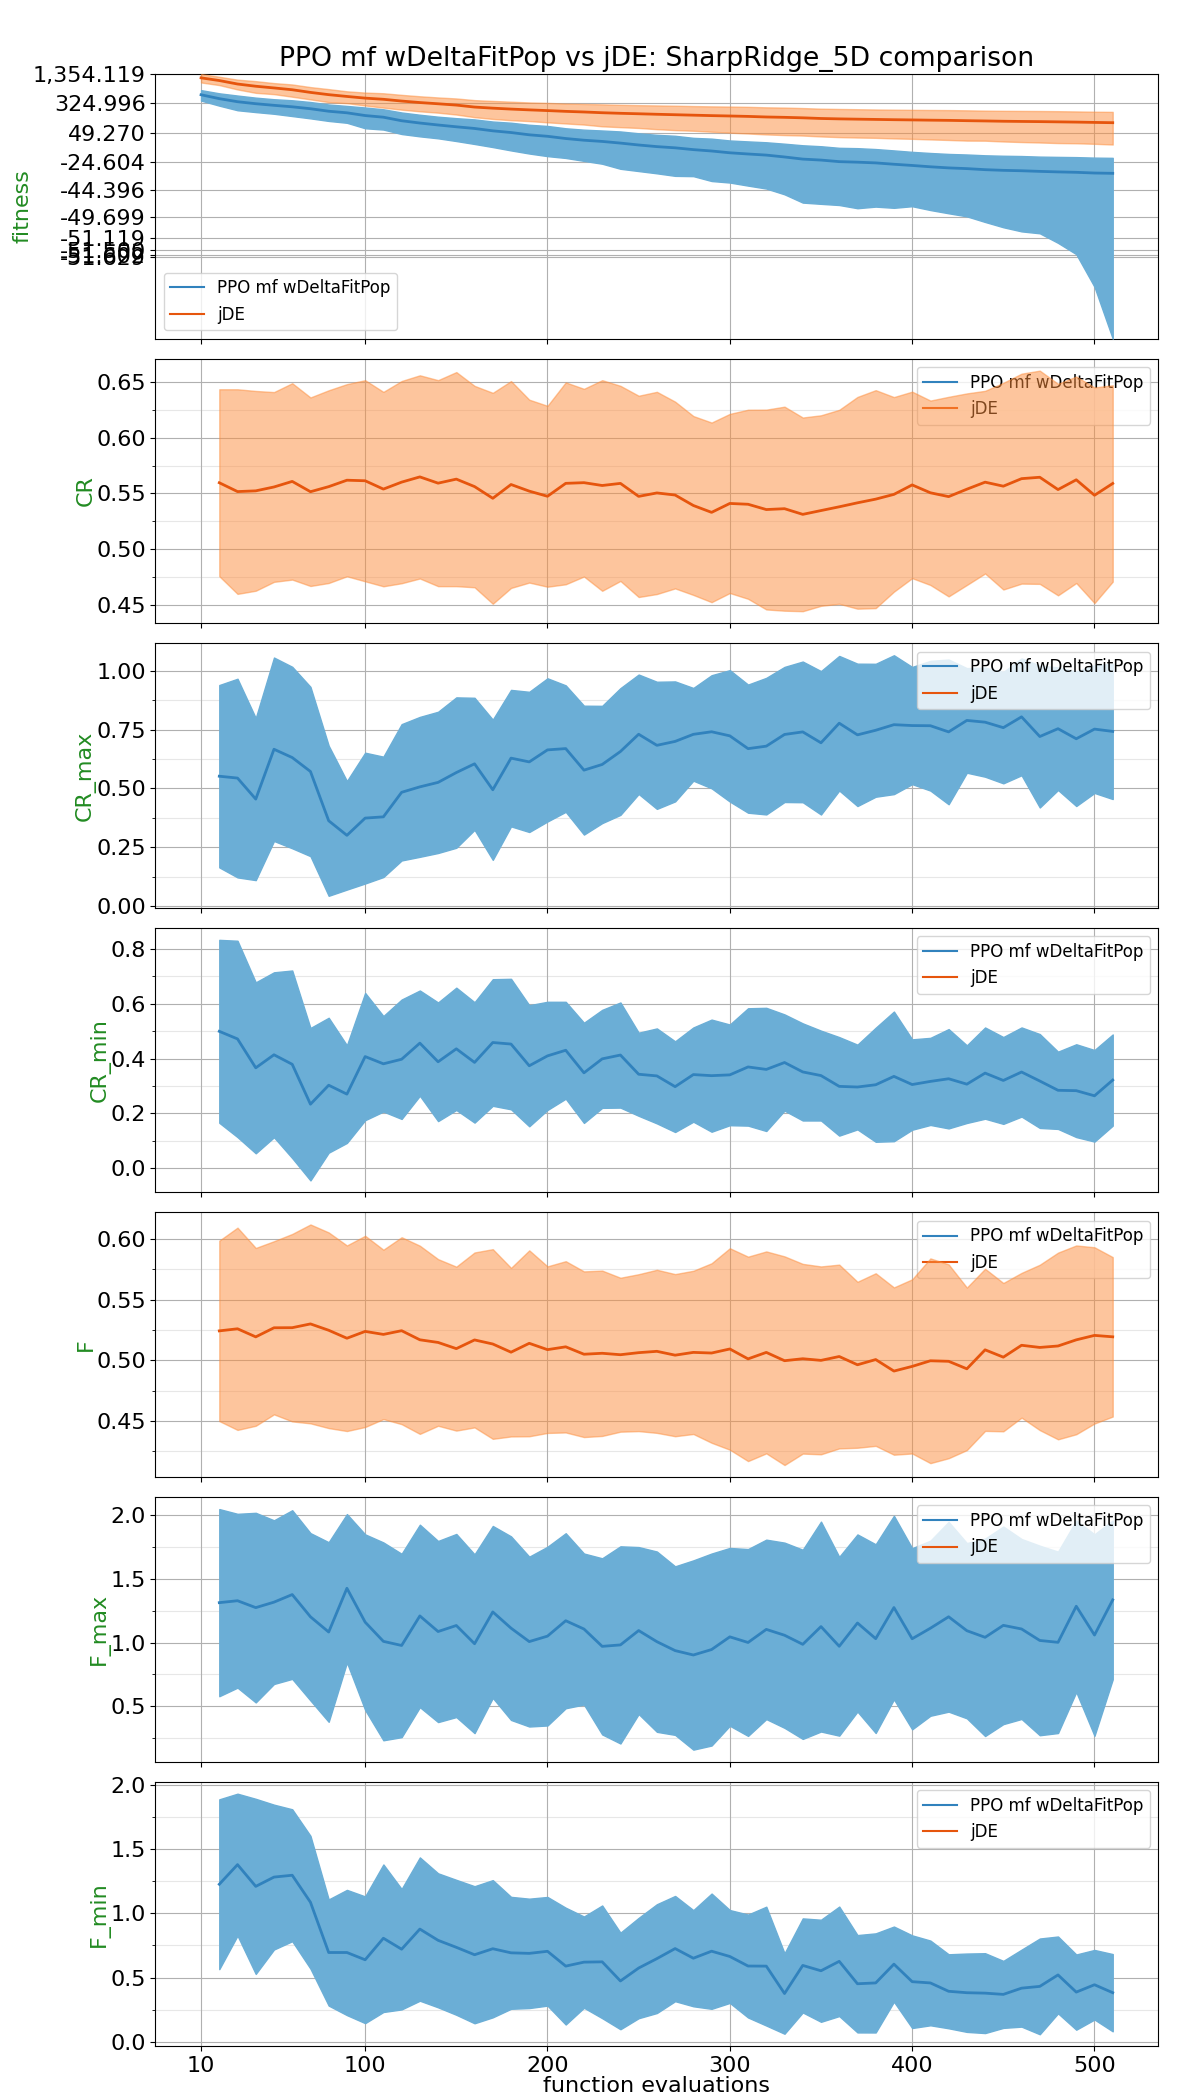 PPO mf wDeltaFitPop vs jDE: SharpRidge_5D comparison
1,354.119
324.996
49.270
-24.604
-44.396
-49.699
-51.119
fitness
PPO mf wDeltaFitPop
jDE
0.65
0.60
0.55
0.50
0.45
CR
PPO mf wDeltaFitPop
jDE
1.00
0.75
0.50
0.25
0.00
CR_max
PPO mf wDeltaFitPop
jDE
0.8
0.6
0.4
0.2
0.0
CR_min
PPO mf wDeltaFitPop
jDE
0.60
0.55
0.50
0.45
F
PPO mf wDeltaFitPop
jDE
2.0
1.5
1.0
0.5
F_max
PPO mf wDeltaFitPop
jDE
2.0
1.5
1.0
0.5
0.0
F_min
PPO mf wDeltaFitPop
jDE
10 100 200 300 400 500
function evaluations